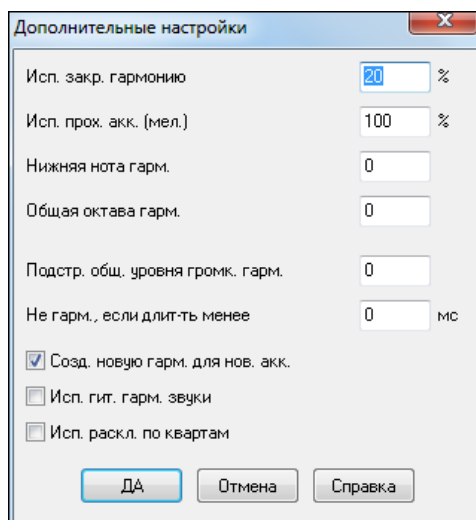 Дополнительные настройки
Исп. закр. гармонию 20 %
Исп. прох. акк. (мел.) 100 %
Нижняя нота гарм. 0
Общая октава гарм. 0
Подстр. общ. уровня громк. гарм. 0
Не гарм., если длит-ть менее 0 мс
Созд. новую гарм. для нов. акк.
Исп. гит. гарм. звуки
Исп. раскл. по квартам
ДА Отмена Справка